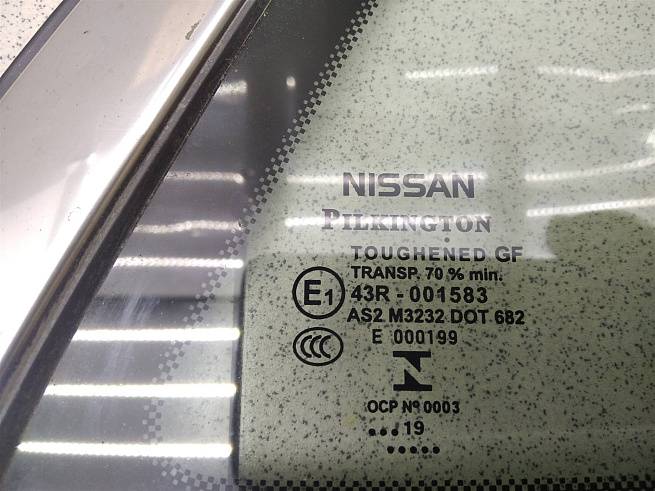 NISSAN
PILKINGTON
TOUGHENED GF
TRANSP. 70 % min.
E1 43R - 001583
AS2 M3232 DOT 682
CCC E 000199
N
OCP Nº 0003
...19
.....